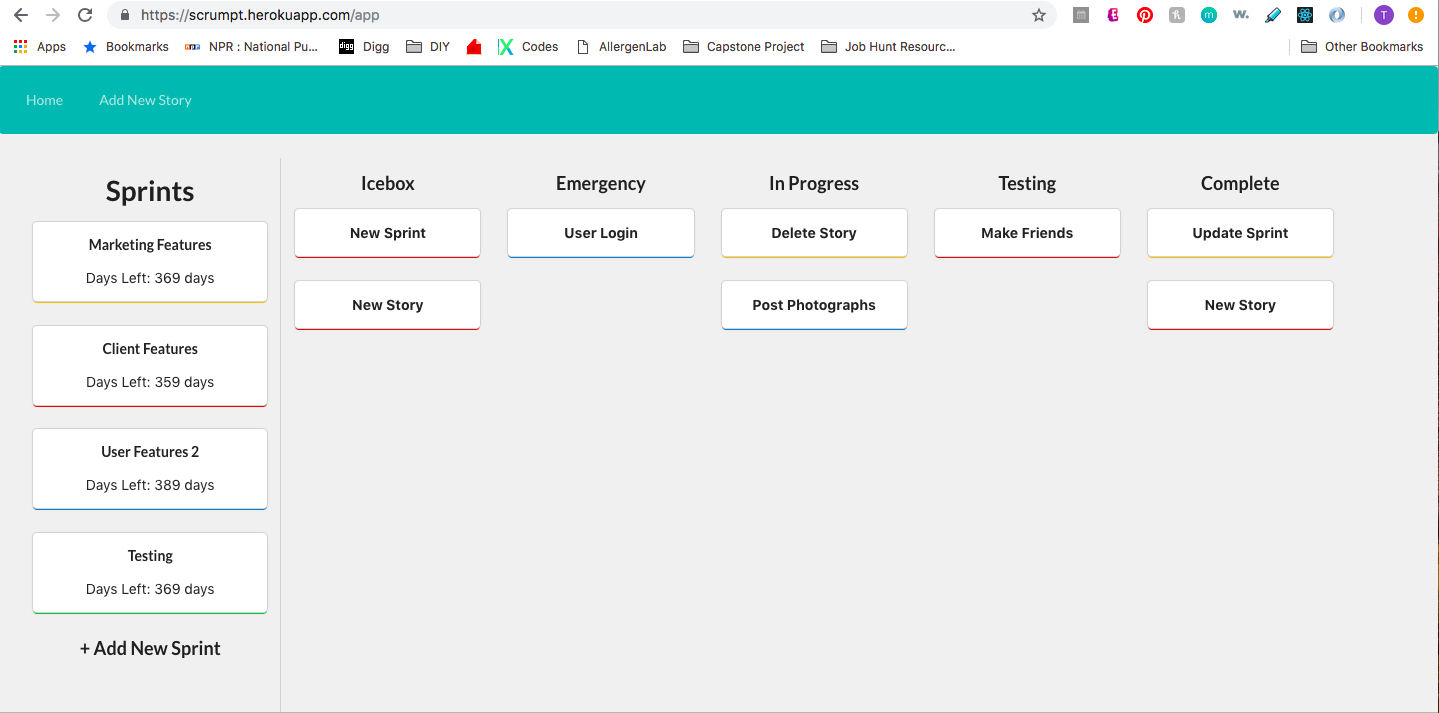 https://scrumpt.herokuapp.com/app
Apps Bookmarks NPR : National Pu... digg Digg DIY Codes AllergenLab Capstone Project Job Hunt Resourc... Other Bookmarks
Home Add New Story
Sprints
Marketing Features
Days Left: 369 days
Client Features
Days Left: 359 days
User Features 2
Days Left: 389 days
Testing
Days Left: 369 days
+ Add New Sprint
Icebox
New Sprint
New Story
Emergency
User Login
In Progress
Delete Story
Post Photographs
Testing
Make Friends
Complete
Update Sprint
New Story